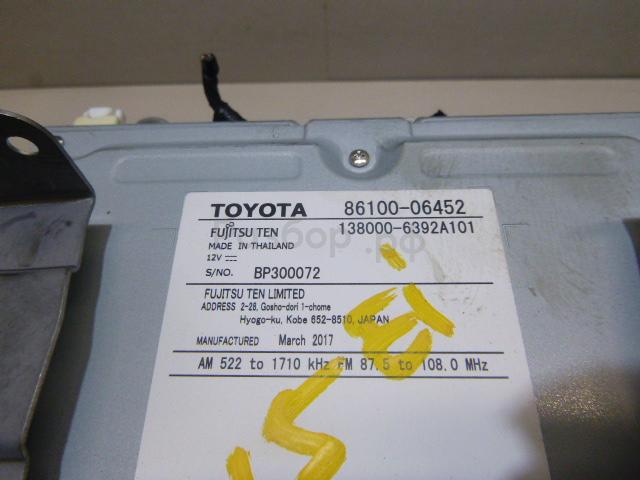 TOYOTA 86100-06452
FUJITSU TEN 138000-6392A101
MADE IN THAILAND
12V
S/NO. BP300072
FUJITSU TEN LIMITED
ADDRESS 2-28, Gosho-dori 1-chome
Hyogo-ku, Kobe 652-8510, JAPAN
MANUFACTURED March 2017
AM 522 to 1710 kHz FM 87.5 to 108.0 MHz